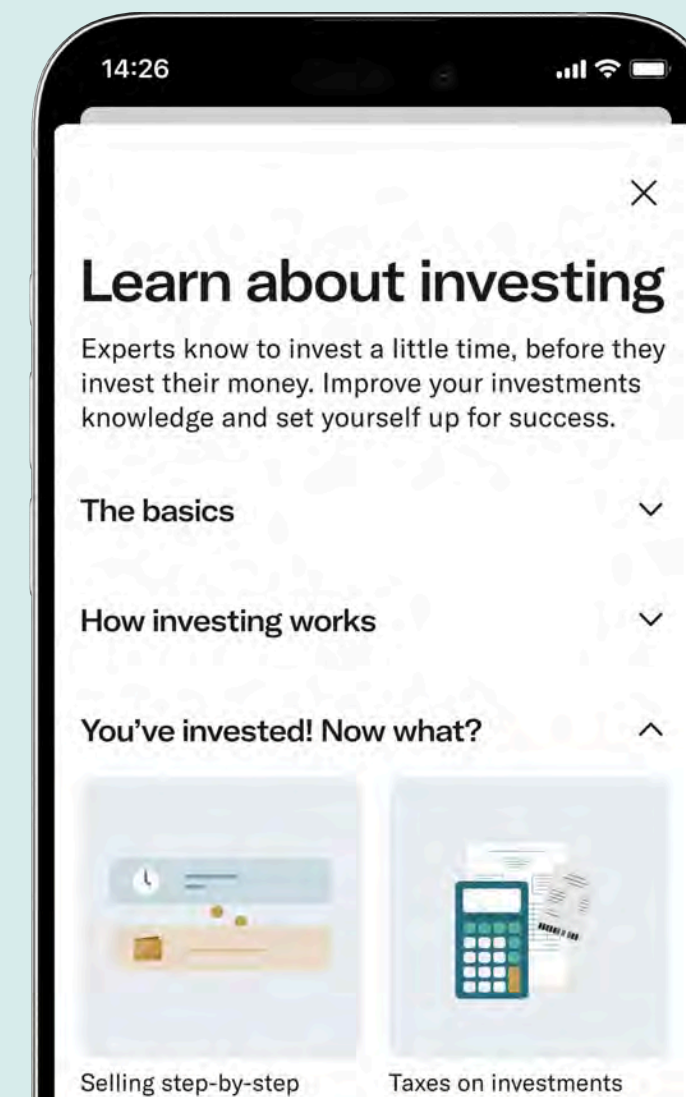 14:26
Learn about investing
Experts know to invest a little time, before they
invest their money. Improve your investments
knowledge and set yourself up for success.
The basics
How investing works
You've invested! Now what?
Selling step-by-step
Taxes on investments